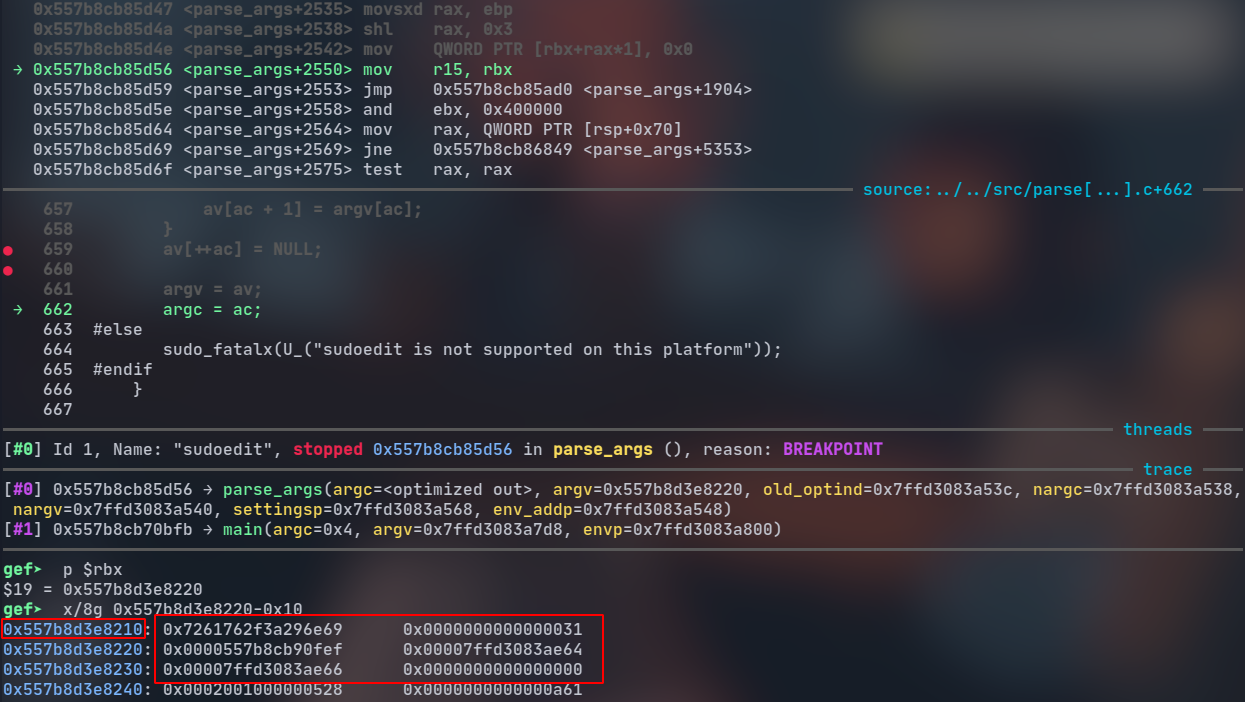 0x557b8cb85d47 <parse_args+2535> movsxd rax, ebp
0x557b8cb85d4a <parse_args+2538> shl    rax, 0x3
0x557b8cb85d4e <parse_args+2542> mov    QWORD PTR [rbx+rax*1], 0x0
→ 0x557b8cb85d56 <parse_args+2550> mov    r15, rbx
0x557b8cb85d59 <parse_args+2553> jmp    0x557b8cb85ad0 <parse_args+1904>
0x557b8cb85d5e <parse_args+2558> and    ebx, 0x400000
0x557b8cb85d64 <parse_args+2564> mov    rax, QWORD PTR [rsp+0x70]
0x557b8cb85d69 <parse_args+2569> jne    0x557b8cb86849 <parse_args+5353>
0x557b8cb85d6f <parse_args+2575> test   rax, rax
source:../../src/parse[...].c+662
657              av[ac + 1] = argv[ac];
658          }
● 659          av[++ac] = NULL;
● 660
661          argv = av;
→ 662          argc = ac;
663  #else
664          sudo_fatalx(U_("sudoedit is not supported on this platform"));
665  #endif
666      }
667
threads
[#0] Id 1, Name: "sudoedit", stopped 0x557b8cb85d56 in parse_args (), reason: BREAKPOINT
trace
[#0] 0x557b8cb85d56 → parse_args(argc=<optimized out>, argv=0x557b8d3e8220, old_optind=0x7ffd3083a53c, nargc=0x7ffd3083a538,
nargv=0x7ffd3083a540, settingsp=0x7ffd3083a568, env_addp=0x7ffd3083a548)
[#1] 0x557b8cb70bfb → main(argc=0x4, argv=0x7ffd3083a7d8, envp=0x7ffd3083a800)
gef➤  p $rbx
$19 = 0x557b8d3e8220
gef➤  x/8g 0x557b8d3e8220-0x10
0x557b8d3e8210: 0x7261762f3a296e69      0x0000000000000031
0x557b8d3e8220: 0x0000557b8cb90fef      0x00007ffd3083ae64
0x557b8d3e8230: 0x00007ffd3083ae66      0x0000000000000000
0x557b8d3e8240: 0x0002001000000528      0x0000000000000a61